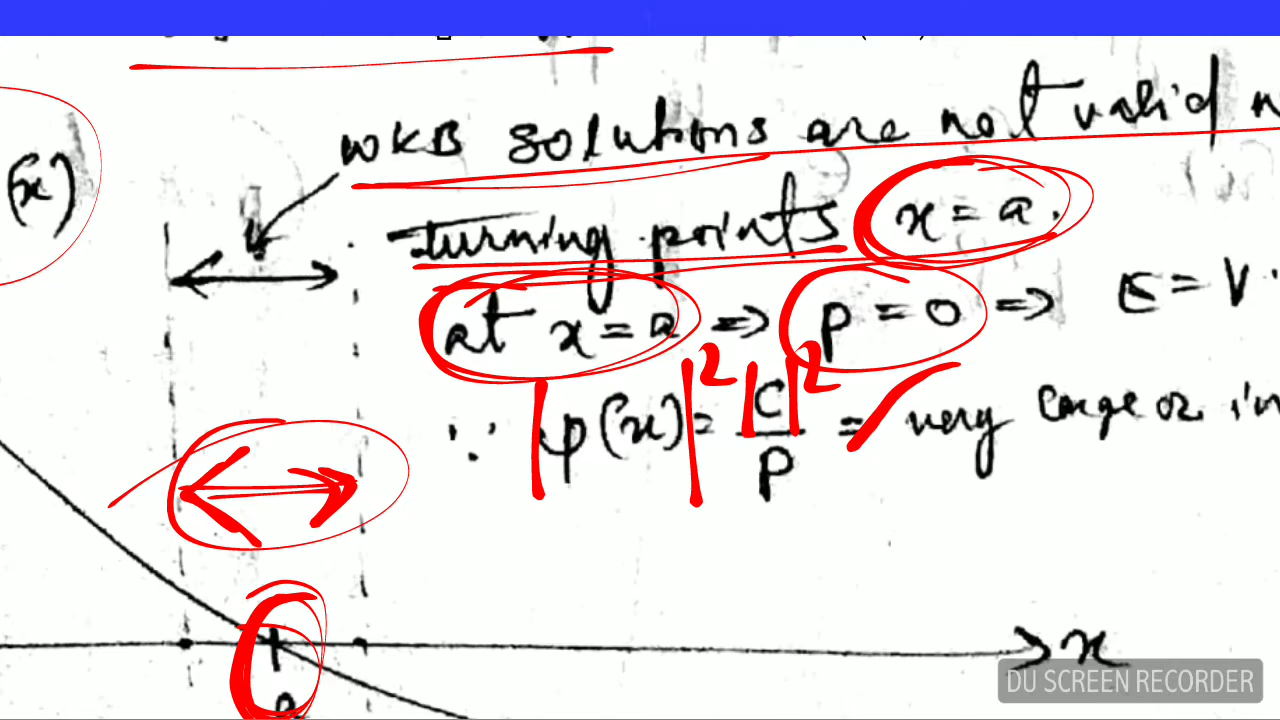 WKB solutions are not valid
(x)
turning points x = a.
at x = a ⇒ p = 0 ⇒ E = V
∵ |ψ(x)|² = |C|²/P = very large or
x
a
DU SCREEN RECORDER